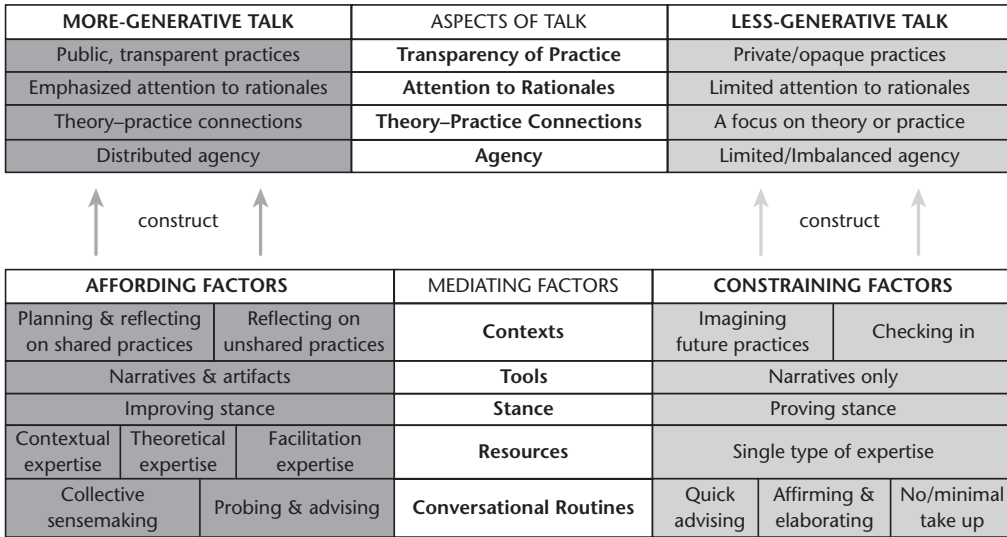 MORE-GENERATIVE TALK ASPECTS OF TALK LESS-GENERATIVE TALK
Public, transparent practices Transparency of Practice Private/opaque practices
Emphasized attention to rationales Attention to Rationales Limited attention to rationales
Theory–practice connections Theory–Practice Connections A focus on theory or practice
Distributed agency Agency Limited/Imbalanced agency
construct construct
AFFORDING FACTORS MEDIATING FACTORS CONSTRAINING FACTORS
Planning & reflecting
on shared practices
Reflecting on
unshared practices
Contexts
Imagining
future practices
Checking in
Narratives & artifacts Tools Narratives only
Improving stance Stance Proving stance
Contextual
expertise
Theoretical
expertise
Facilitation
expertise
Resources
Single type of expertise
Collective
sensemaking
Probing & advising
Conversational Routines
Quick
advising
Affirming &
elaborating
No/minimal
take up